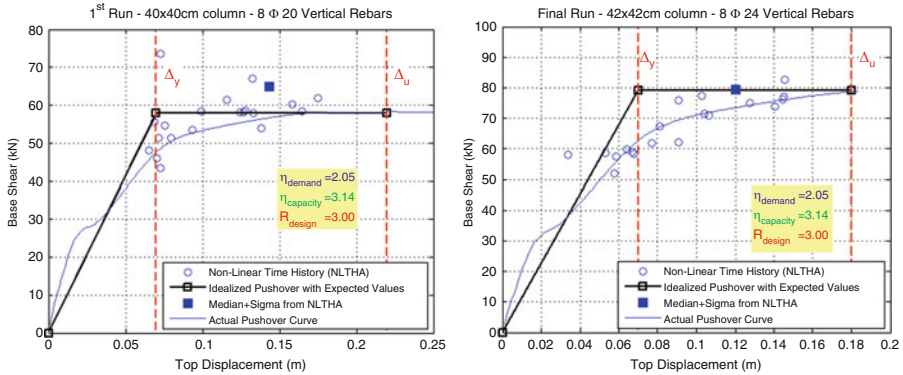 1st Run - 40x40cm column - 8 Φ 20 Vertical Rebars
80
70
60
50
40
30
20
10
0
Base Shear (kN)
Δy
Δu
ηdemand =2.05
ηcapacity =3.14
Rdesign =3.00
Non-Linear Time History (NLTHA)
Idealized Pushover with Expected Values
Median+Sigma from NLTHA
Actual Pushover Curve
0 0.05 0.1 0.15 0.2 0.25
Top Displacement (m)
Final Run - 42x42cm column - 8 Φ 24 Vertical Rebars
100
90
80
70
60
50
40
30
20
10
0
Base Shear (kN)
Δy
Δu
ηdemand =2.05
ηcapacity =3.14
Rdesign =3.00
Non-Linear Time History (NLTHA)
Idealized Pushover with Expected Values
Median+Sigma from NLTHA
Actual Pushover Curve
0 0.02 0.04 0.06 0.08 0.1 0.12 0.14 0.16 0.18 0.2
Top Displacement (m)